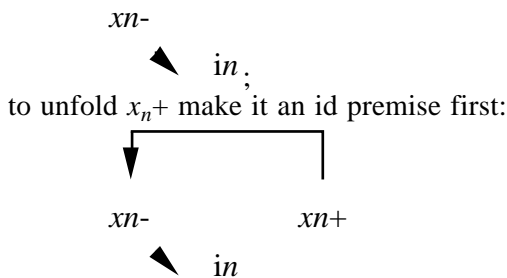 xn-
in;
to unfold xₙ+ make it an id premise first:
xn- xn+
in